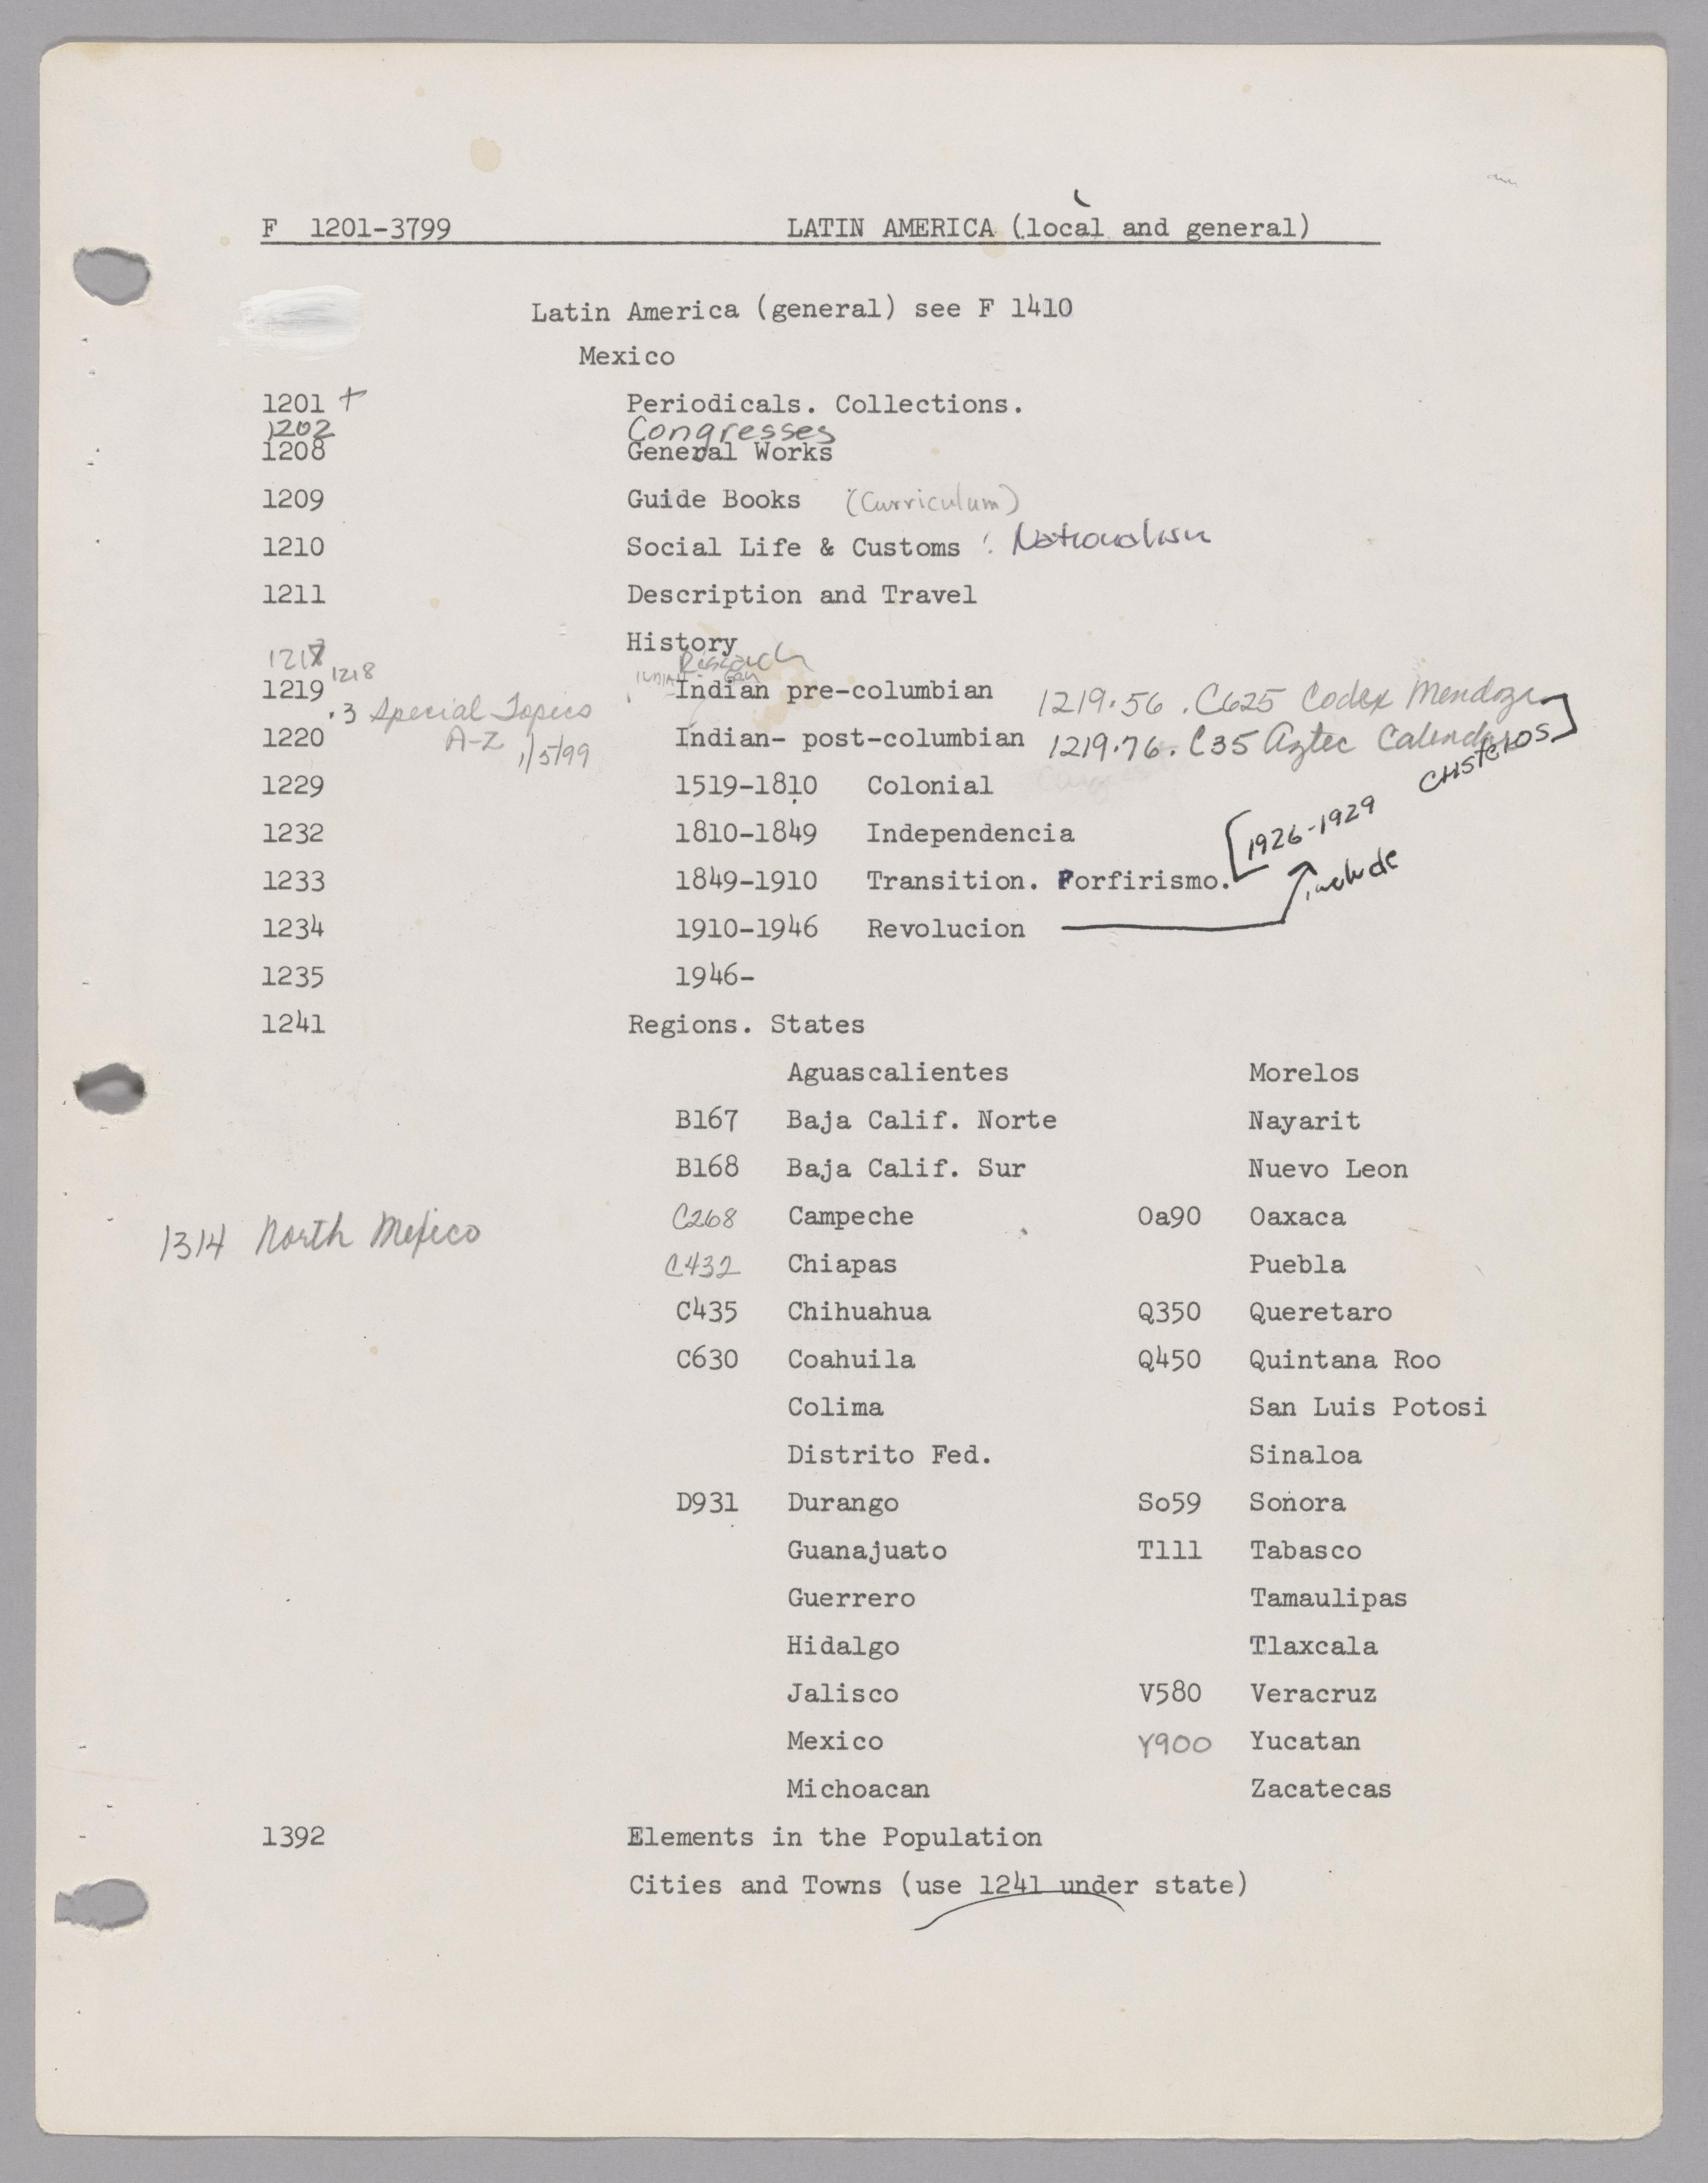 F 1201-3799 LATIN AMERICA (local and general)
Latin America (general) see F 1410
Mexico
1201 + Periodicals. Collections.
1202 Congresses
1208 General Works
1209 Guide Books (Curriculum)
1210 Social Life & Customs : Nationalism
1211 Description and Travel
History
1217 Research
1218
1219 Indian pre-columbian 1219.56 .C625 Codex Mendoza
.3 Special Topics
1220 Indian- post-columbian 1219.76. C35 Aztec Calendar
A-Z 1/5/99
1229 1519-1810 Colonial
1232 1810-1849 Independencia [1926-1929 Cristeros]
1233 1849-1910 Transition. Porfirismo. include
1234 1910-1946 Revolucion
1235 1946-
1241 Regions. States
Aguascalientes Morelos
B167 Baja Calif. Norte Nayarit
B168 Baja Calif. Sur Nuevo Leon
C268 Campeche Oa90 Oaxaca
1314 North Mexico
C432 Chiapas Puebla
C435 Chihuahua Q350 Queretaro
C630 Coahuila Q450 Quintana Roo
Colima San Luis Potosi
Distrito Fed. Sinaloa
D931 Durango So59 Sonora
Guanajuato T111 Tabasco
Guerrero Tamaulipas
Hidalgo Tlaxcala
Jalisco V580 Veracruz
Mexico Y900 Yucatan
Michoacan Zacatecas
1392 Elements in the Population
Cities and Towns (use 1241 under state)